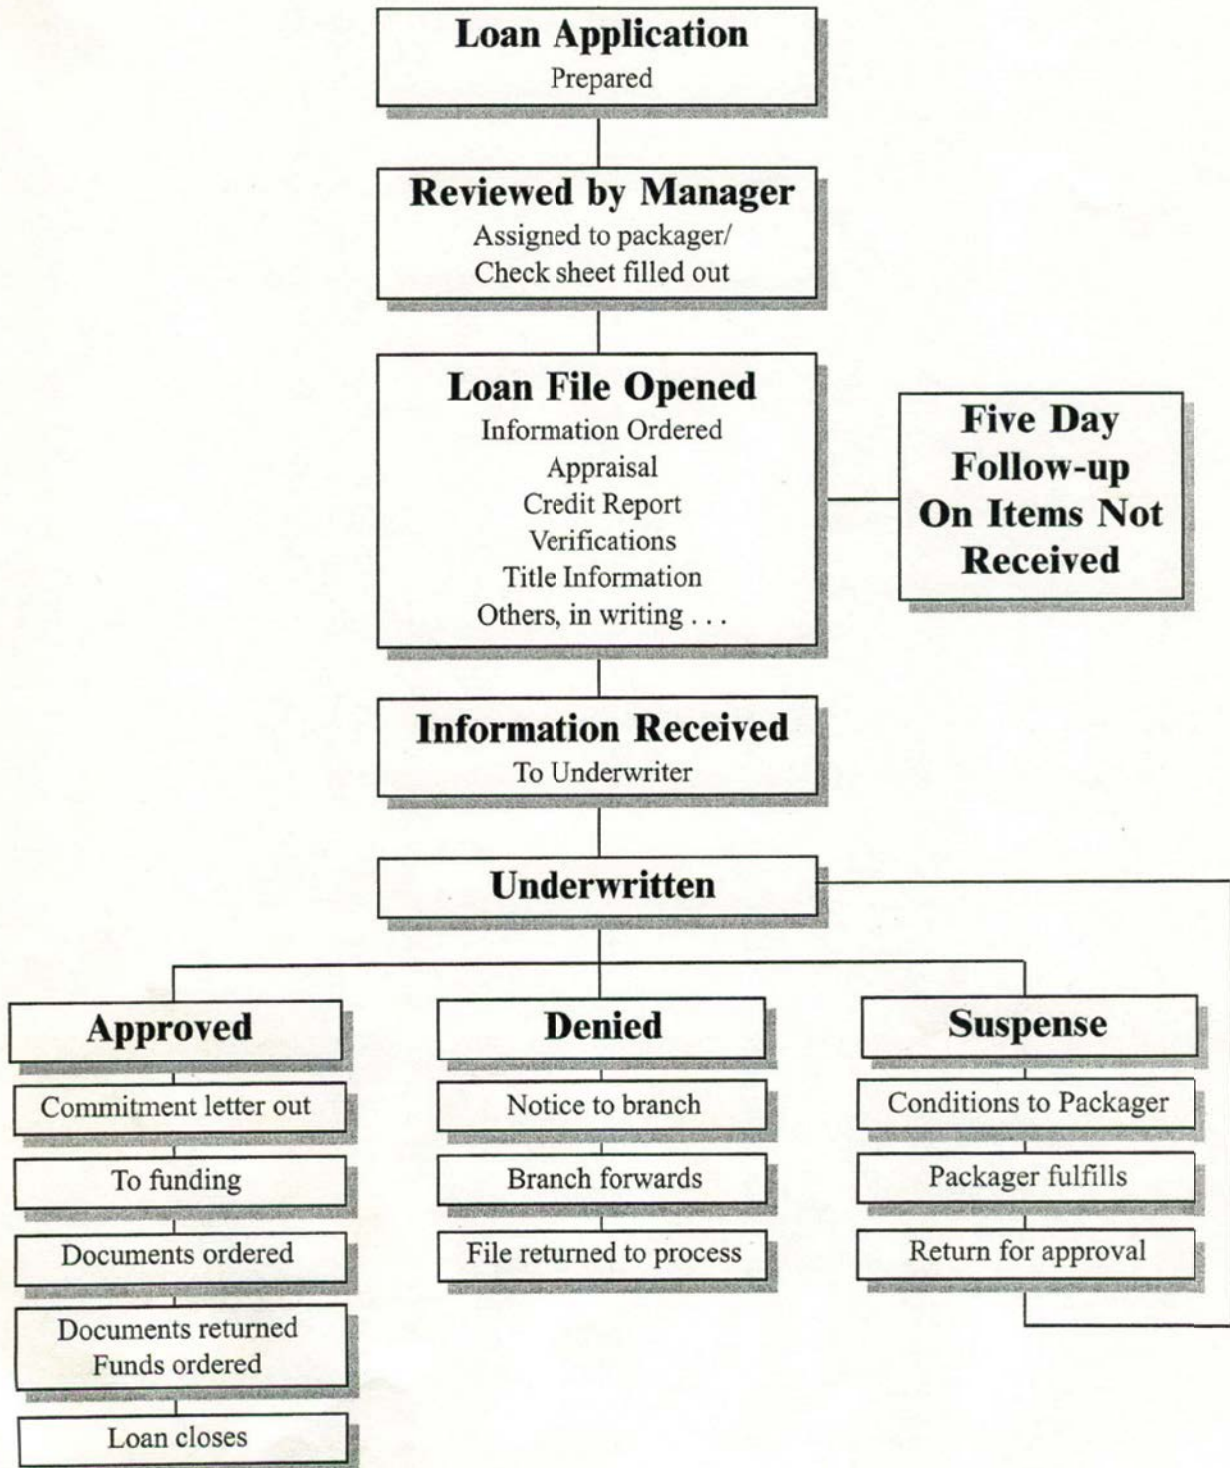 Loan Application
Prepared
Reviewed by Manager
Assigned to packager/
Check sheet filled out
Loan File Opened
Information Ordered
Appraisal
Credit Report
Verifications
Title Information
Others, in writing . . .
Five Day
Follow-up
On Items Not
Received
Information Received
To Underwriter
Underwritten
Approved
Commitment letter out
To funding
Documents ordered
Documents returned
Funds ordered
Loan closes
Denied
Notice to branch
Branch forwards
File returned to process
Suspense
Conditions to Packager
Packager fulfills
Return for approval